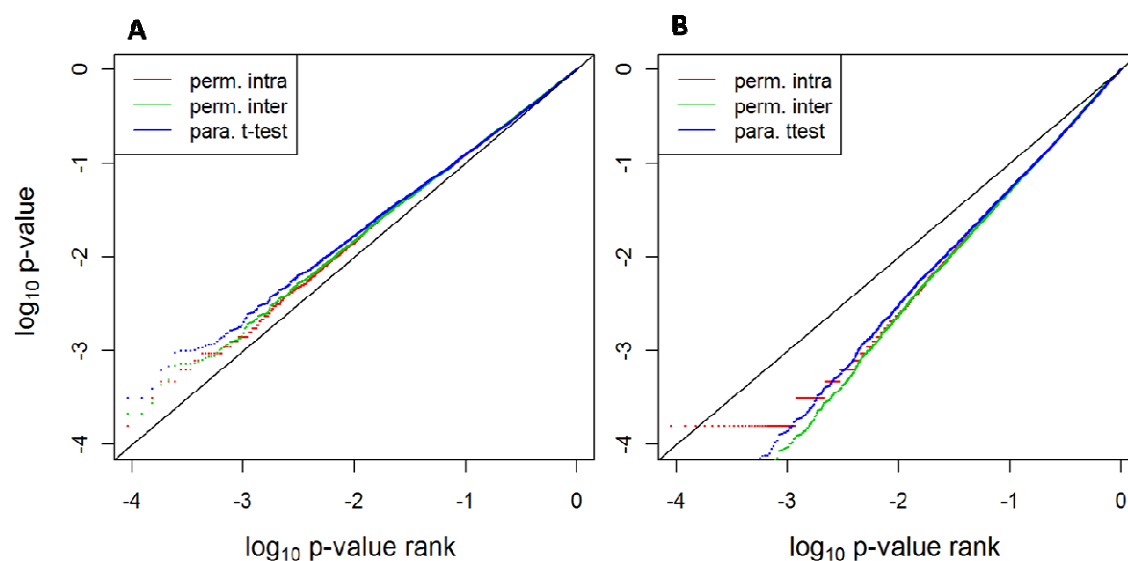 A
perm. intra
perm. inter
para. t-test
0
-1
-2
-3
-4
log10 p-value
-4
-3
-2
-1
0
log10 p-value rank
B
perm. intra
perm. inter
para. ttest
0
-1
-2
-3
-4
-4
-3
-2
-1
0
log10 p-value rank